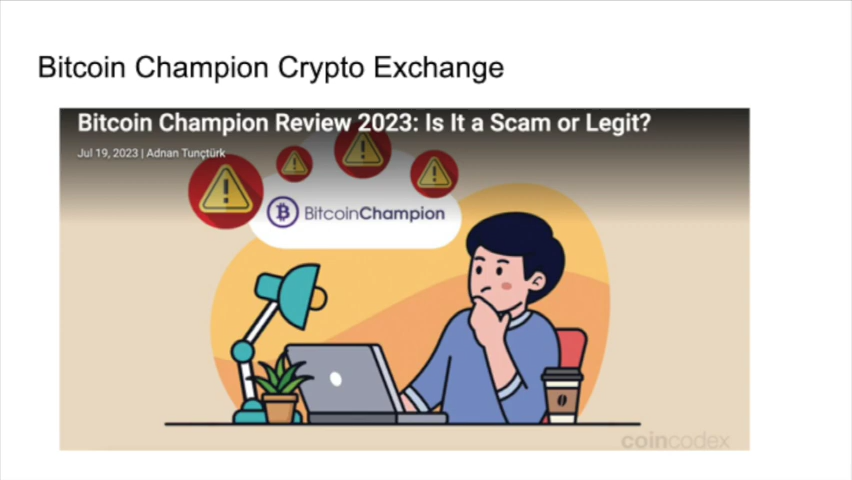 Bitcoin Champion Crypto Exchange
Bitcoin Champion Review 2023: Is It a Scam or Legit?
Jul 19, 2023 | Adnan Tunçtürk
BitcoinChampion
coincodex